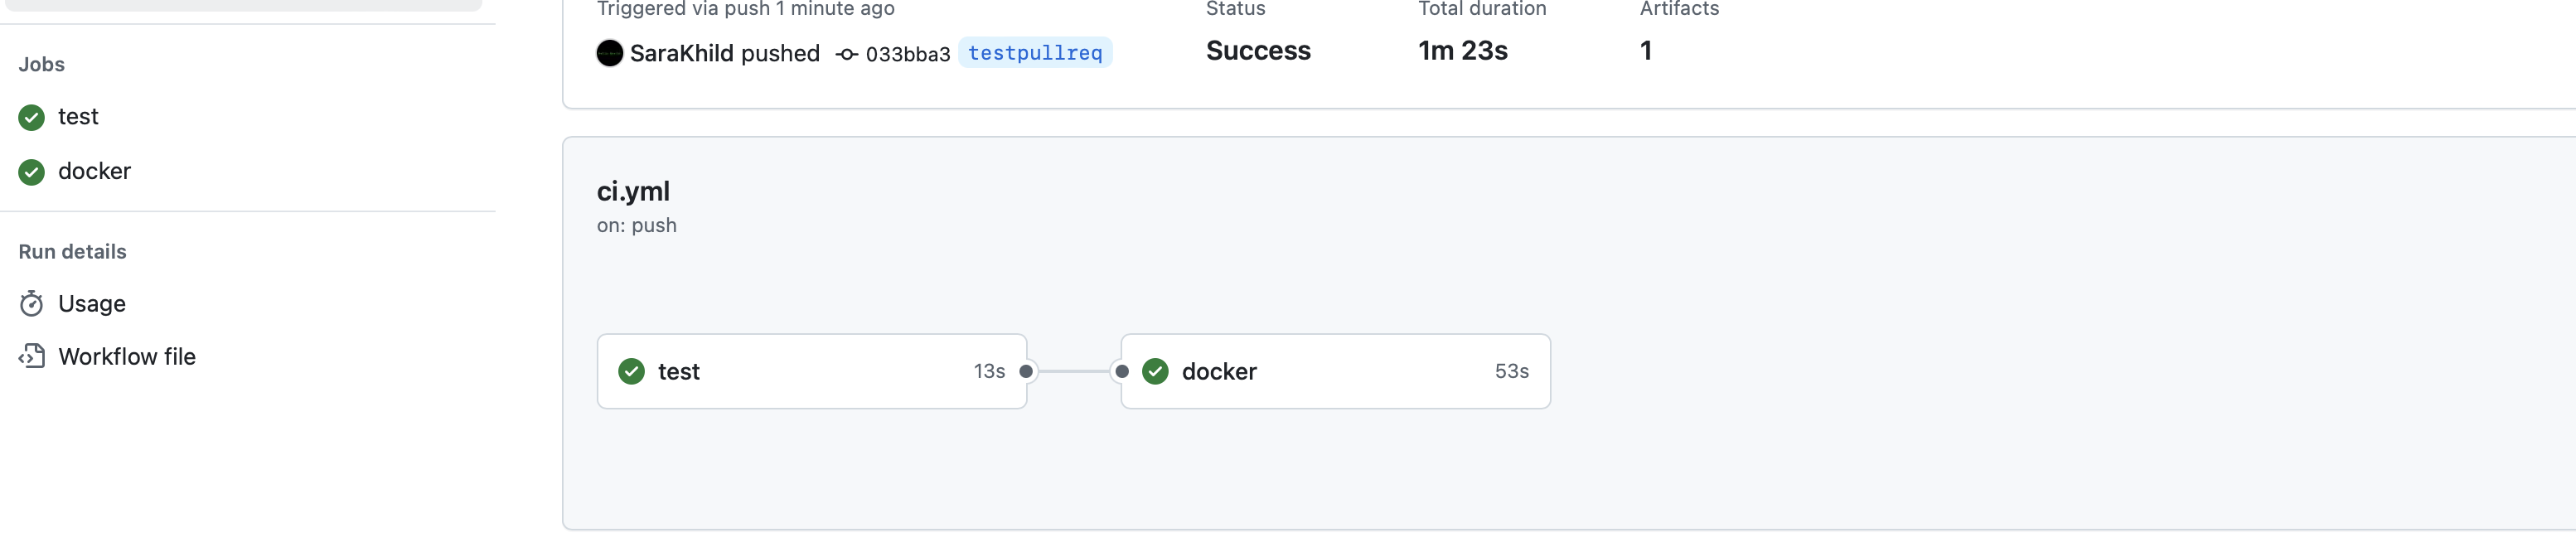 Jobs
test
docker
Run details
Usage
Workflow file
Triggered via push 1 minute ago
SaraKhild pushed 033bba3 testpullreq
Status
Success
Total duration
1m 23s
Artifacts
1
ci.yml
on: push
test 13s
docker 53s